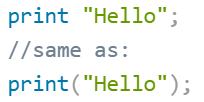 print "Hello";
//same as:
print("Hello");